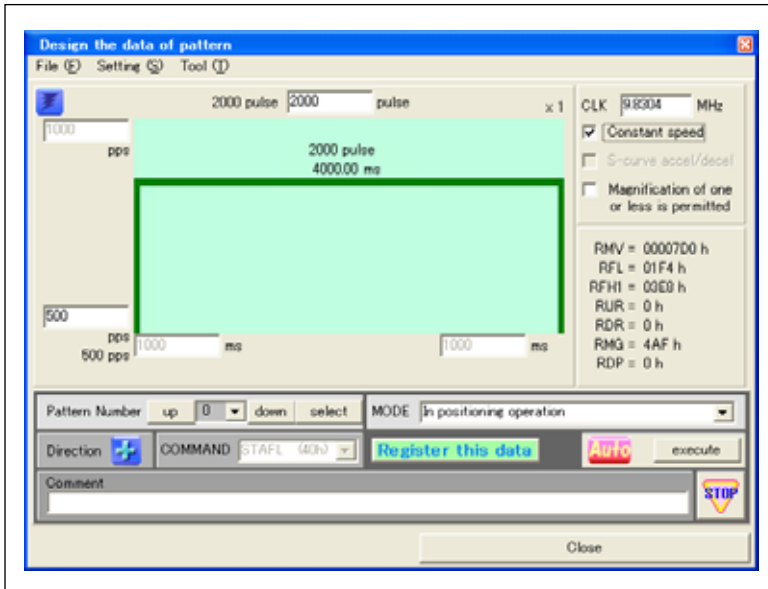 Design the data of pattern
File (F) Setting (S) Tool (T)
2000 pulse 2000 pulse x 1
1000
pps
2000 pulse
4000.00 ms
500
pps
500 pps
1000 ms
1000 ms
CLK 9.8304 MHz
Constant speed
S-curve accel/decel
Magnification of one
or less is permitted
RMV = 00007D0 h
RFL = 01F4 h
RFH1 = 03E8 h
RUR = 0 h
RDR = 0 h
RMG = 4AF h
RDP = 0 h
Pattern Number up 0 down select MODE In positioning operation
Direction + COMMAND STAFL (40h) Register this data Auto execute
Comment
STOP
Close